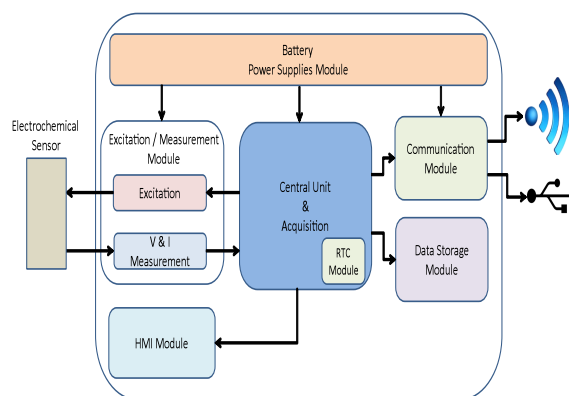 Battery
Power Supplies Module
Electrochemical
Sensor
Excitation / Measurement
Module
Excitation
V & I
Measurement
Central Unit
&
Acquisition
RTC
Module
Communication
Module
Data Storage
Module
HMI Module